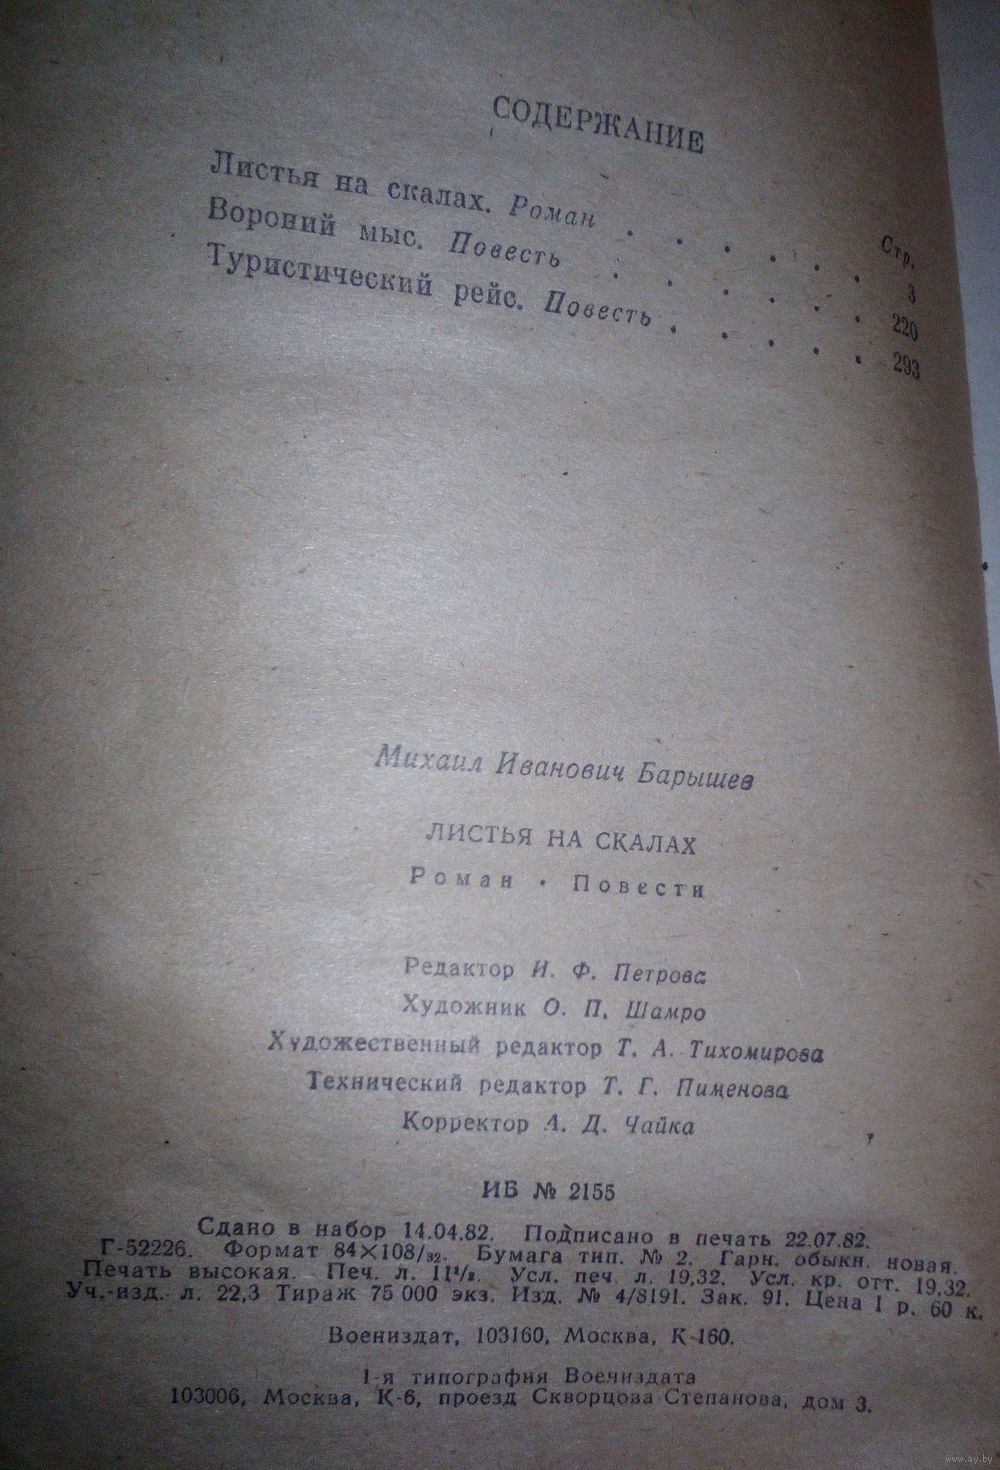 СОДЕРЖАНИЕ
Стр.
Листья на скалах. Роман . . . . . . 3
Вороний мыс. Повесть . . . . . . 220
Туристический рейс. Повесть . . . . . 293
Михаил Иванович Барышев
ЛИСТЬЯ НА СКАЛАХ
Роман · Повести
Редактор И. Ф. Петрова
Художник О. П. Шамро
Художественный редактор Т. А. Тихомирова
Технический редактор Т. Г. Пименова
Корректор А. Д. Чайка
ИБ № 2155
Сдано в набор 14.04.82. Подписано в печать 22.07.82.
Г-52226. Формат 84×108/32. Бумага тип. № 2. Гарн. обыкн. новая.
Печать высокая. Печ. л. 11 1/2. Усл. печ. л. 19,32. Усл. кр. отт. 19,32.
Уч.-изд. л. 22,3 Тираж 75 000 экз. Изд. № 4/8191. Зак. 91. Цена 1 р. 60 к.
Воениздат, 103160, Москва, К-160.
1-я типография Воениздата
103006, Москва, К-6, проезд Скворцова-Степанова, дом 3.
www.ay.by